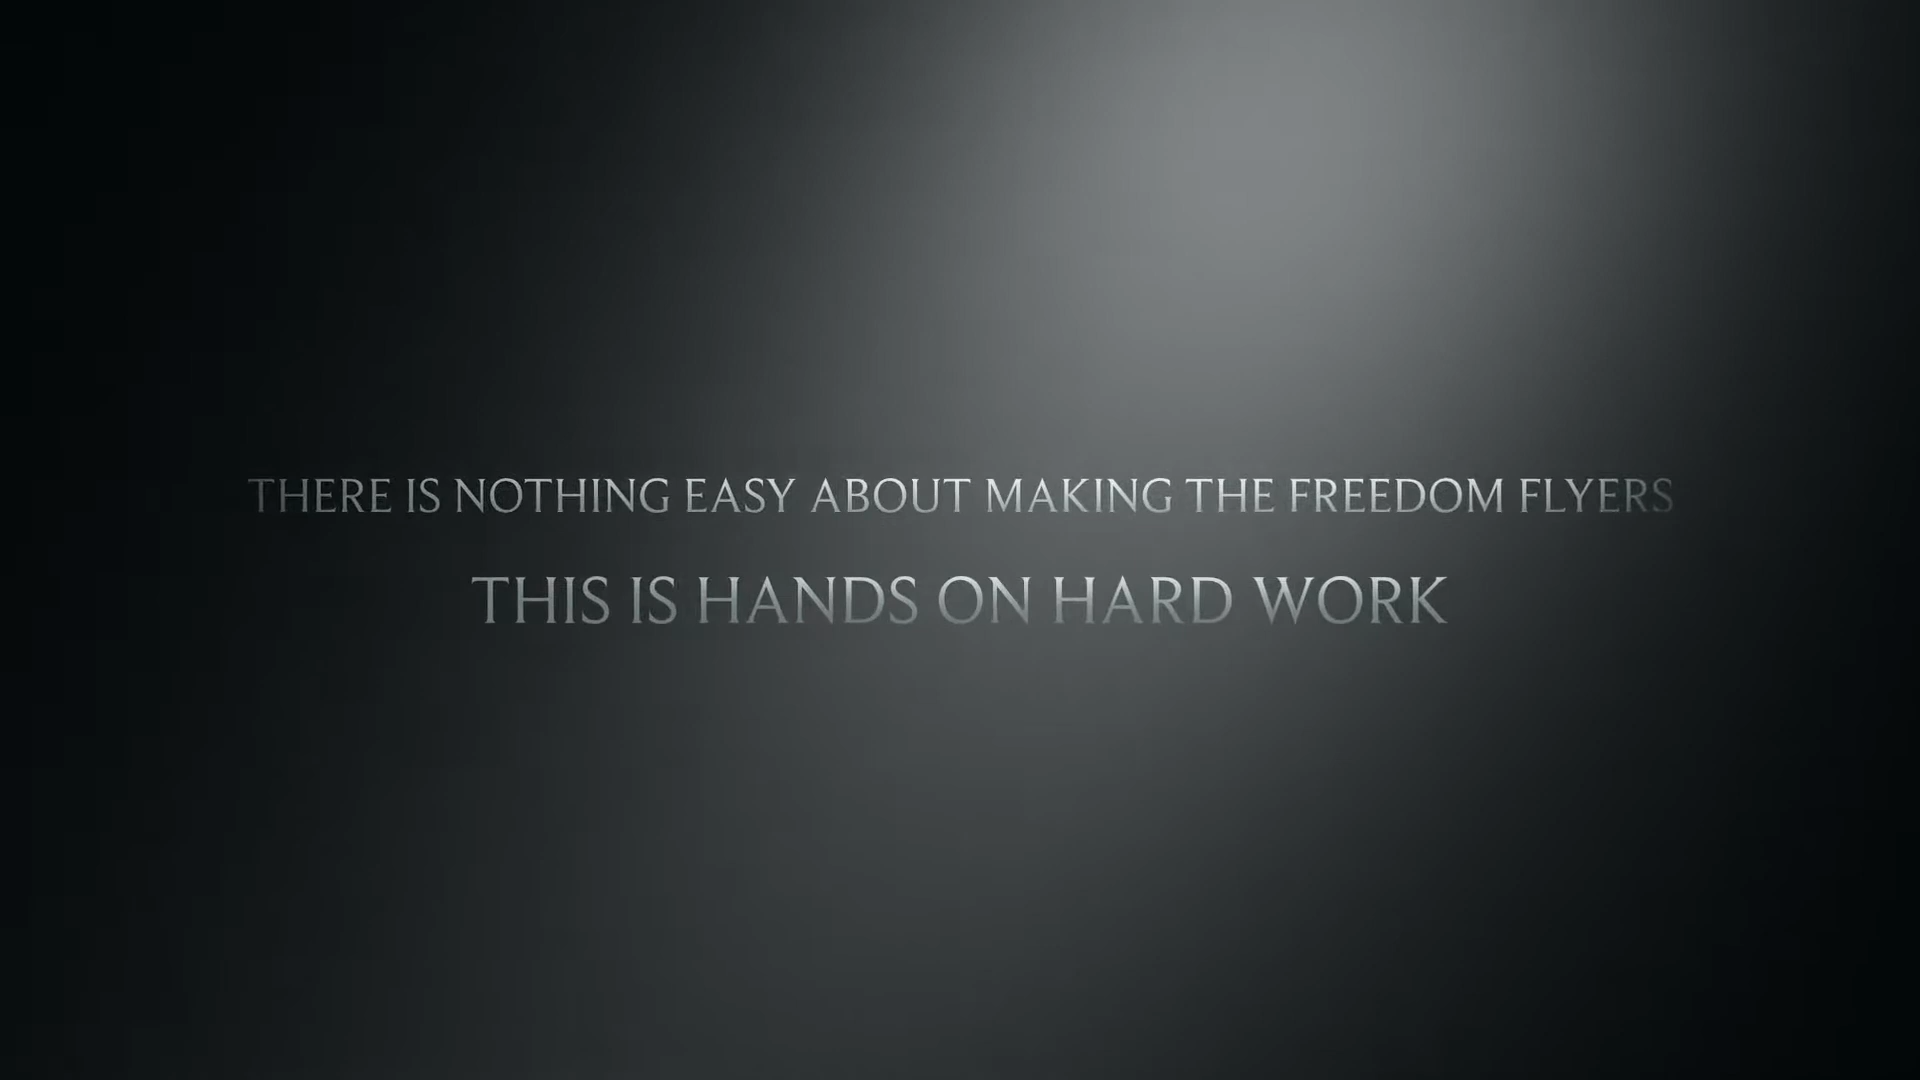 THERE IS NOTHING EASY ABOUT MAKING THE FREEDOM FLYERS
THIS IS HANDS ON HARD WORK